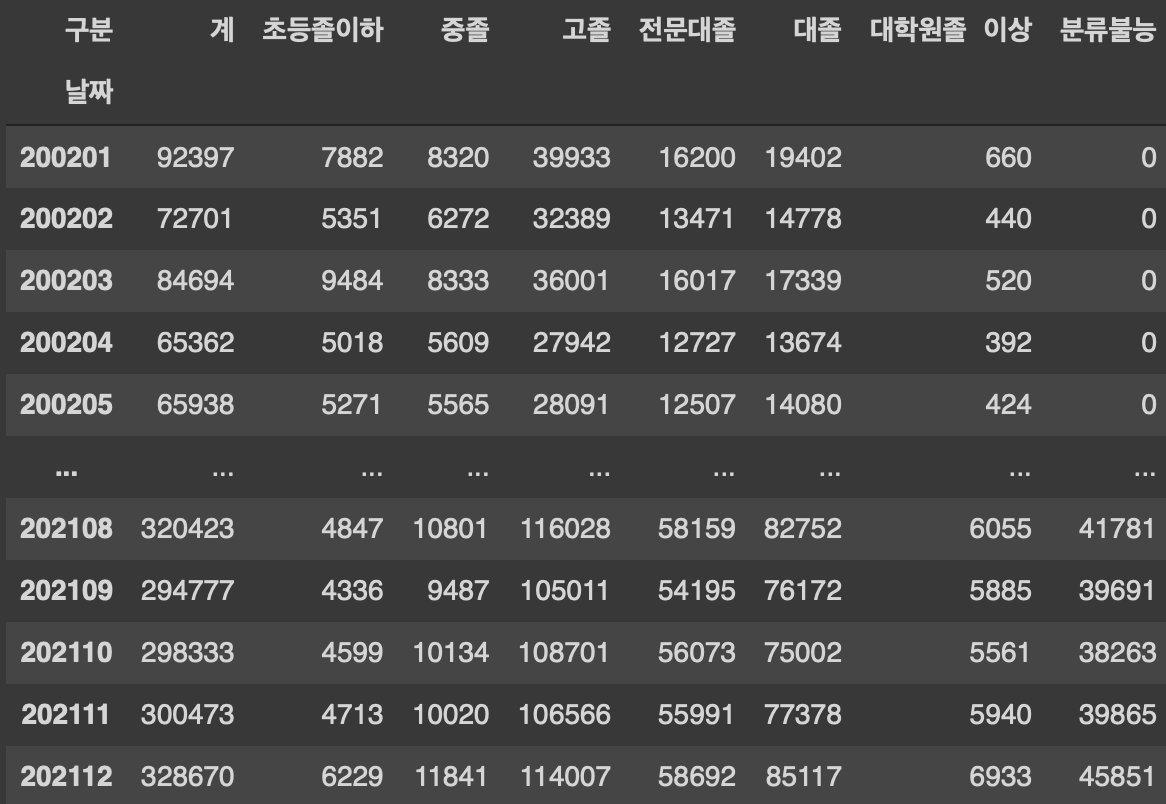 구분 계 초등졸이하 중졸 고졸 전문대졸 대졸 대학원졸 이상 분류불능
날짜
200201 92397 7882 8320 39933 16200 19402 660 0
200202 72701 5351 6272 32389 13471 14778 440 0
200203 84694 9484 8333 36001 16017 17339 520 0
200204 65362 5018 5609 27942 12727 13674 392 0
200205 65938 5271 5565 28091 12507 14080 424 0
... ... ... ... ... ... ... ... ...
202108 320423 4847 10801 116028 58159 82752 6055 41781
202109 294777 4336 9487 105011 54195 76172 5885 39691
202110 298333 4599 10134 108701 56073 75002 5561 38263
202111 300473 4713 10020 106566 55991 77378 5940 39865
202112 328670 6229 11841 114007 58692 85117 6933 45851